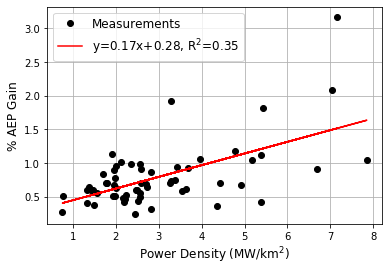 Measurements
y=0.17x+0.28, R²=0.35
3.0
2.5
2.0
1.5
1.0
0.5
% AEP Gain
1 2 3 4 5 6 7 8
Power Density (MW/km²)